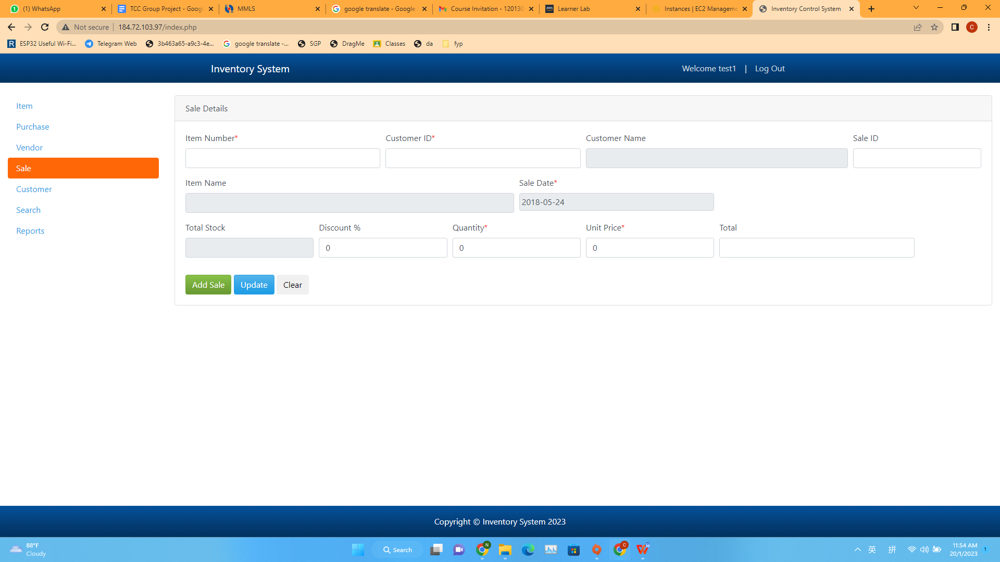 (1) WhatsApp
TCC Group Project - Googl
MMLS
google translate - Google
Course Invitation - 120130
Learner Lab
Instances | EC2 Manageme
Inventory Control System
Not secure | 184.72.103.97/index.php
C
ESP32 Useful Wi-Fi...
Telegram Web
3b463a65-a9c3-4e...
google translate -...
SGP
DragMe
Classes
da
fyp
Inventory System
Welcome test1 | Log Out
Item
Purchase
Vendor
Sale
Customer
Search
Reports
Sale Details
Item Number* Customer ID* Customer Name Sale ID
Item Name Sale Date*
2018-05-24
Total Stock Discount % Quantity* Unit Price* Total
0 0 0
Add Sale Update Clear
Copyright © Inventory System 2023
88°F
Cloudy
Search
英 拼
11:54 AM
20/1/2023
1